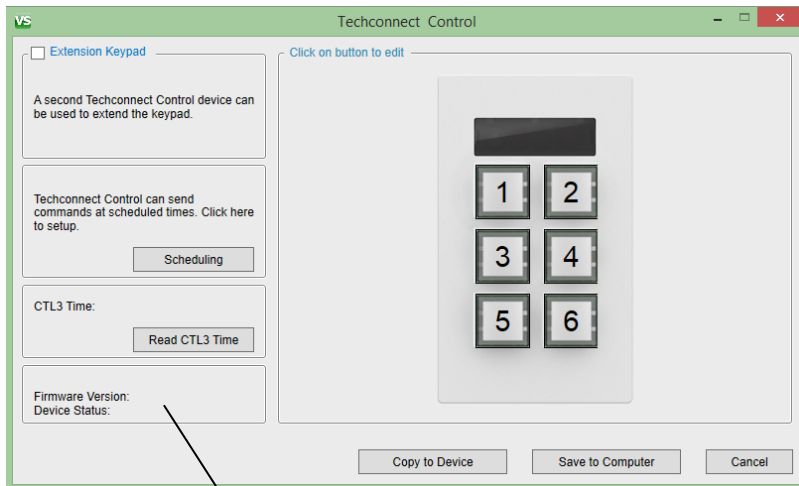 VS
Techconnect Control
Extension Keypad
A second Techconnect Control device can
be used to extend the keypad.
Techconnect Control can send
commands at scheduled times. Click here
to setup.
Scheduling
CTL3 Time:
Read CTL3 Time
Firmware Version:
Device Status:
Click on button to edit
1 2
3 4
5 6
Copy to Device Save to Computer Cancel